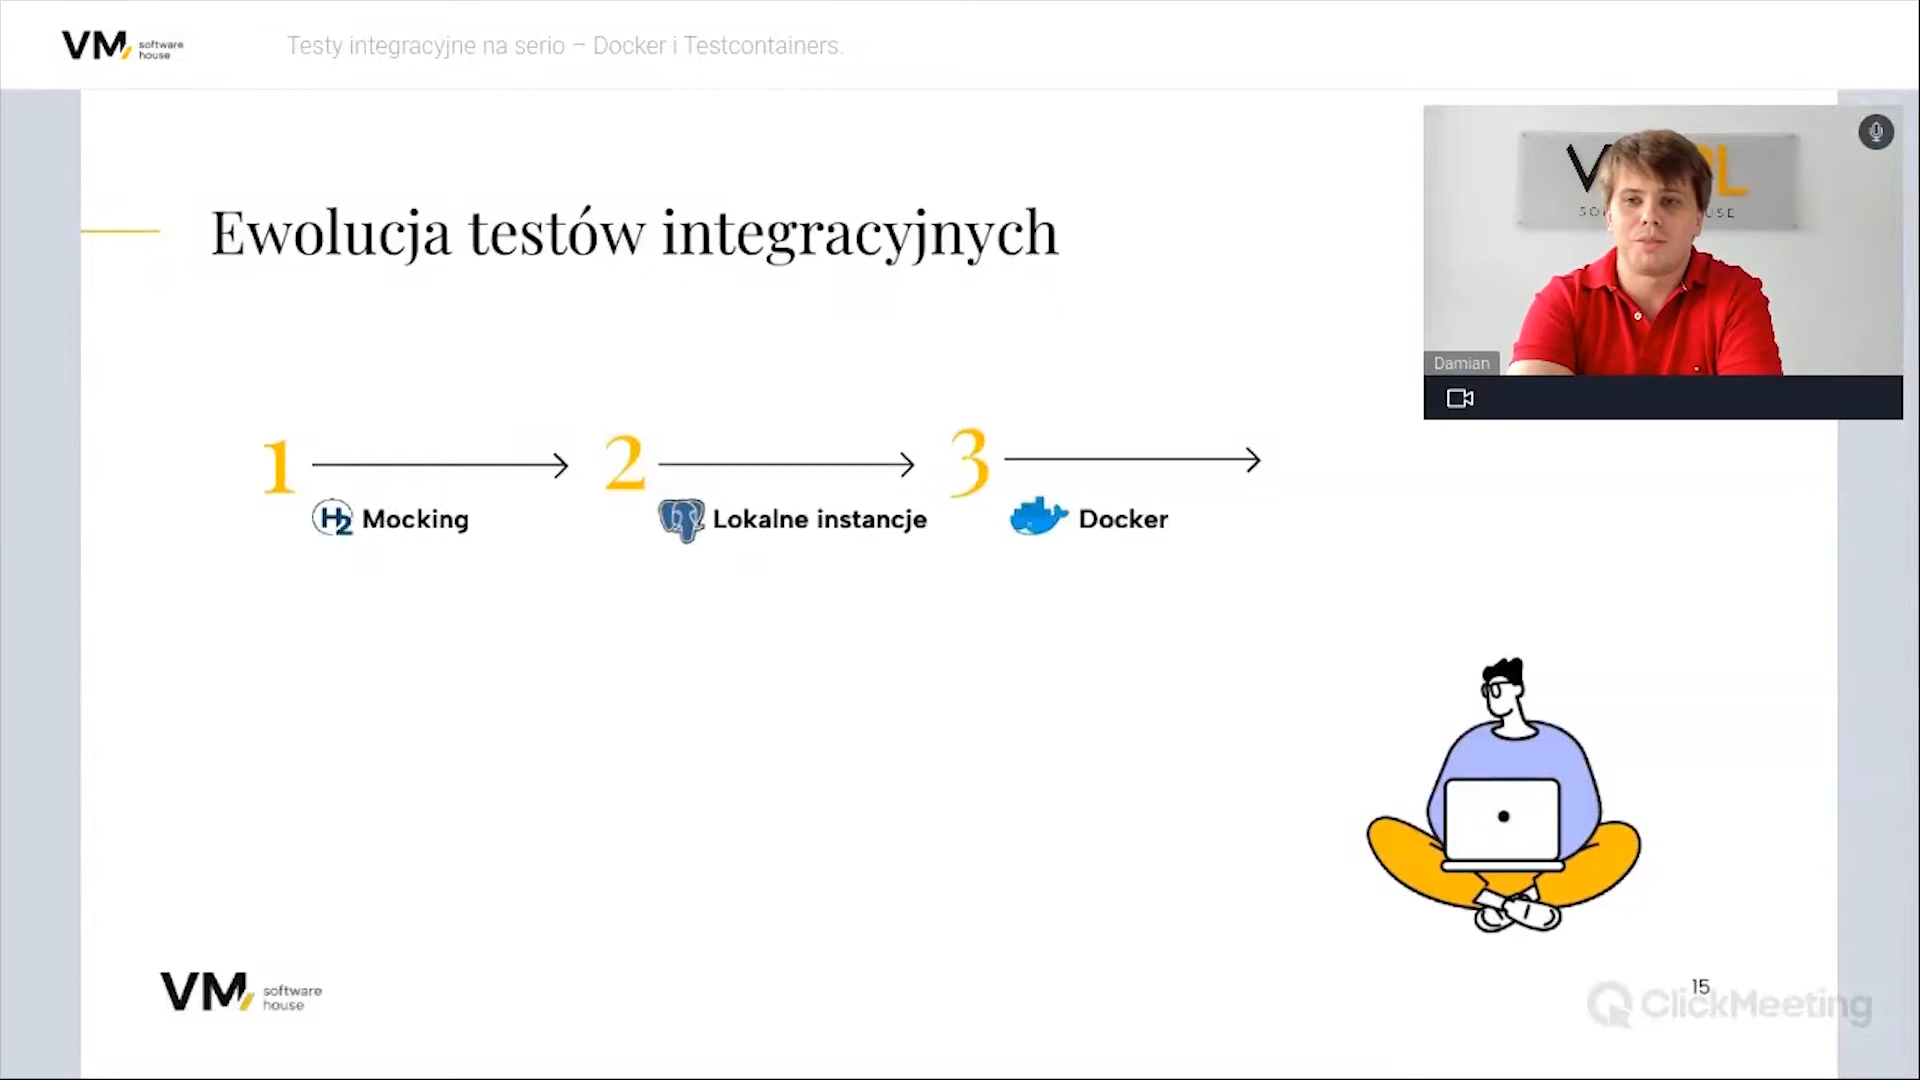 VM software house
Testy integracyjne na serio – Docker i Testcontainers.
Damian
Ewolucja testów integracyjnych
1
2
3
H2 Mocking
Lokalne instancje
Docker
VM software house
15
ClickMeeting